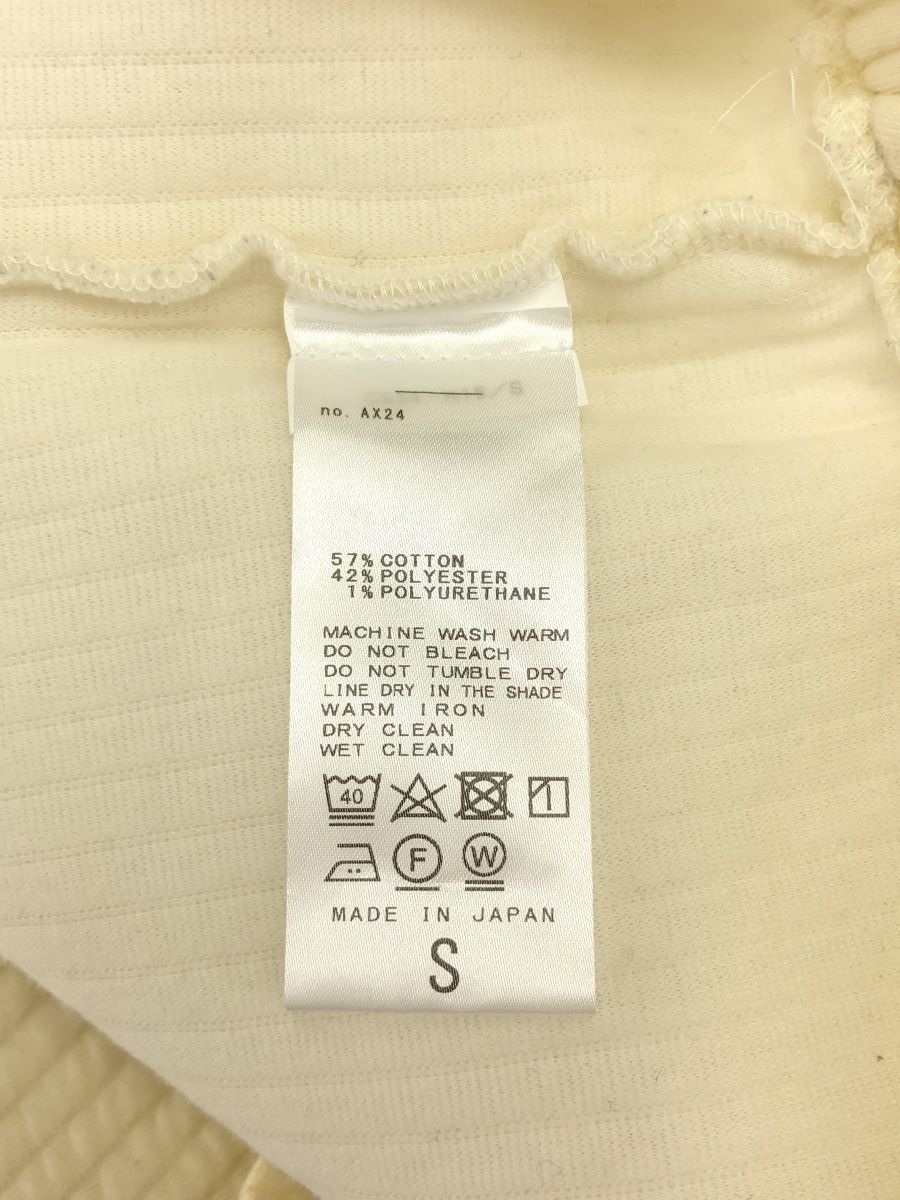 no. AX24
57% COTTON
42% POLYESTER
1% POLYURETHANE
MACHINE WASH WARM
DO NOT BLEACH
DO NOT TUMBLE DRY
LINE DRY IN THE SHADE
WARM IRON
DRY CLEAN
WET CLEAN
40
F W
MADE IN JAPAN
S